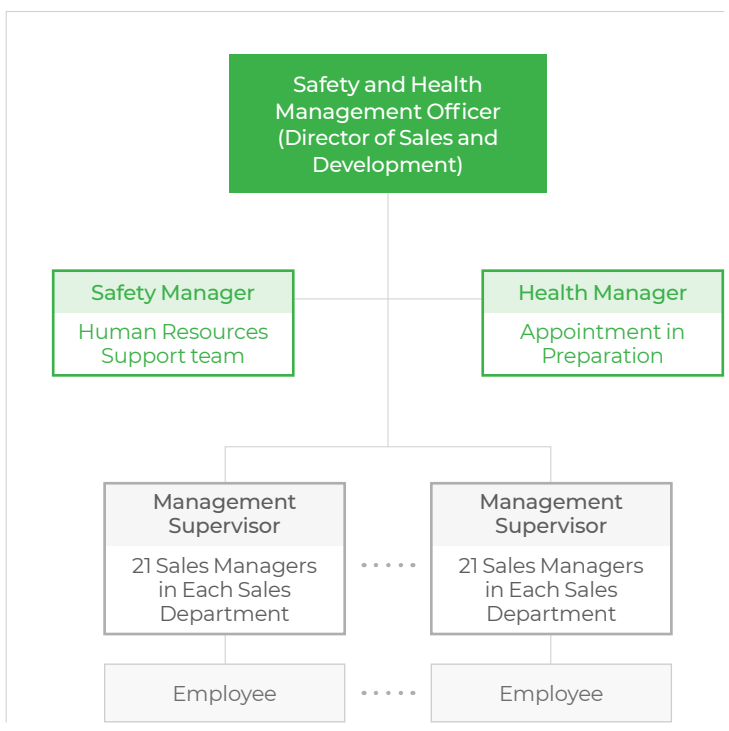 Safety and Health
Management Officer
(Director of Sales and
Development)
Safety Manager
Human Resources
Support team
Health Manager
Appointment in
Preparation
Management
Supervisor
21 Sales Managers
in Each Sales
Department
Management
Supervisor
21 Sales Managers
in Each Sales
Department
Employee
Employee